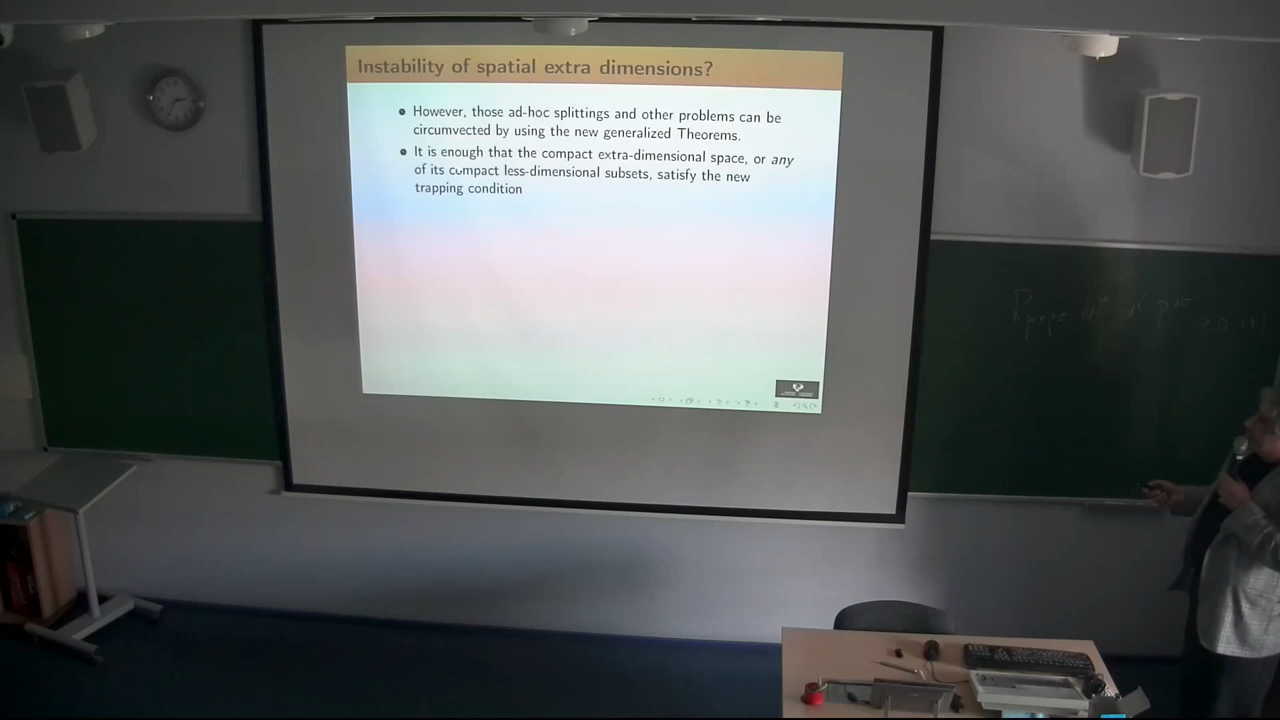 Instability of spatial extra dimensions?
However, those ad-hoc splittings and other problems can be
circumvected by using the new generalized Theorems.
It is enough that the compact extra-dimensional space, or any
of its compact less-dimensional subsets, satisfy the new
trapping condition